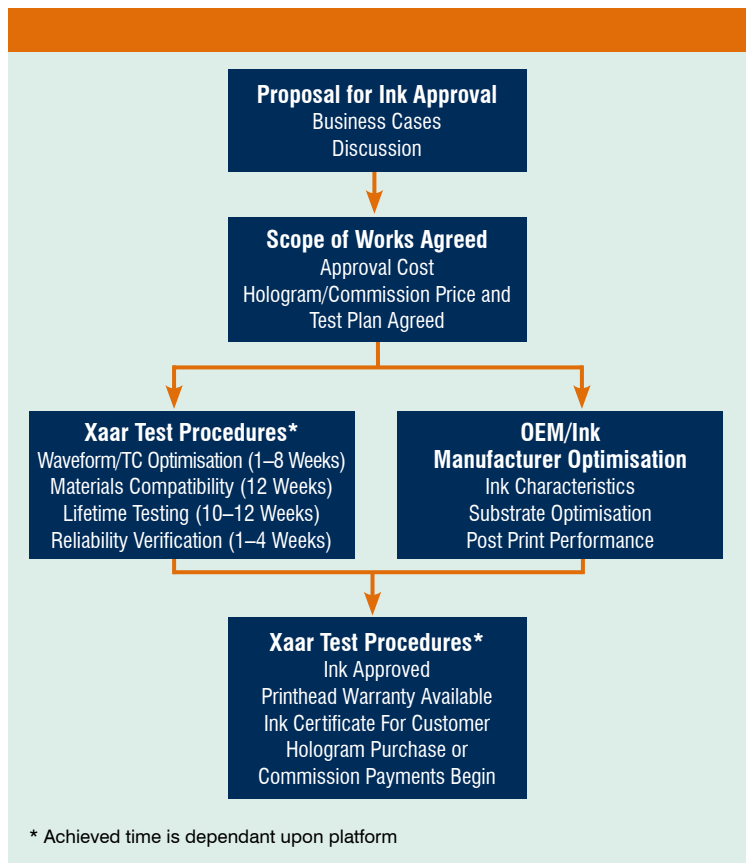 Proposal for Ink Approval
Business Cases
Discussion
Scope of Works Agreed
Approval Cost
Hologram/Commission Price and
Test Plan Agreed
Xaar Test Procedures*
Waveform/TC Optimisation (1–8 Weeks)
Materials Compatibility (12 Weeks)
Lifetime Testing (10–12 Weeks)
Reliability Verification (1–4 Weeks)
OEM/Ink
Manufacturer Optimisation
Ink Characteristics
Substrate Optimisation
Post Print Performance
Xaar Test Procedures*
Ink Approved
Printhead Warranty Available
Ink Certificate For Customer
Hologram Purchase or
Commission Payments Begin
* Achieved time is dependant upon platform